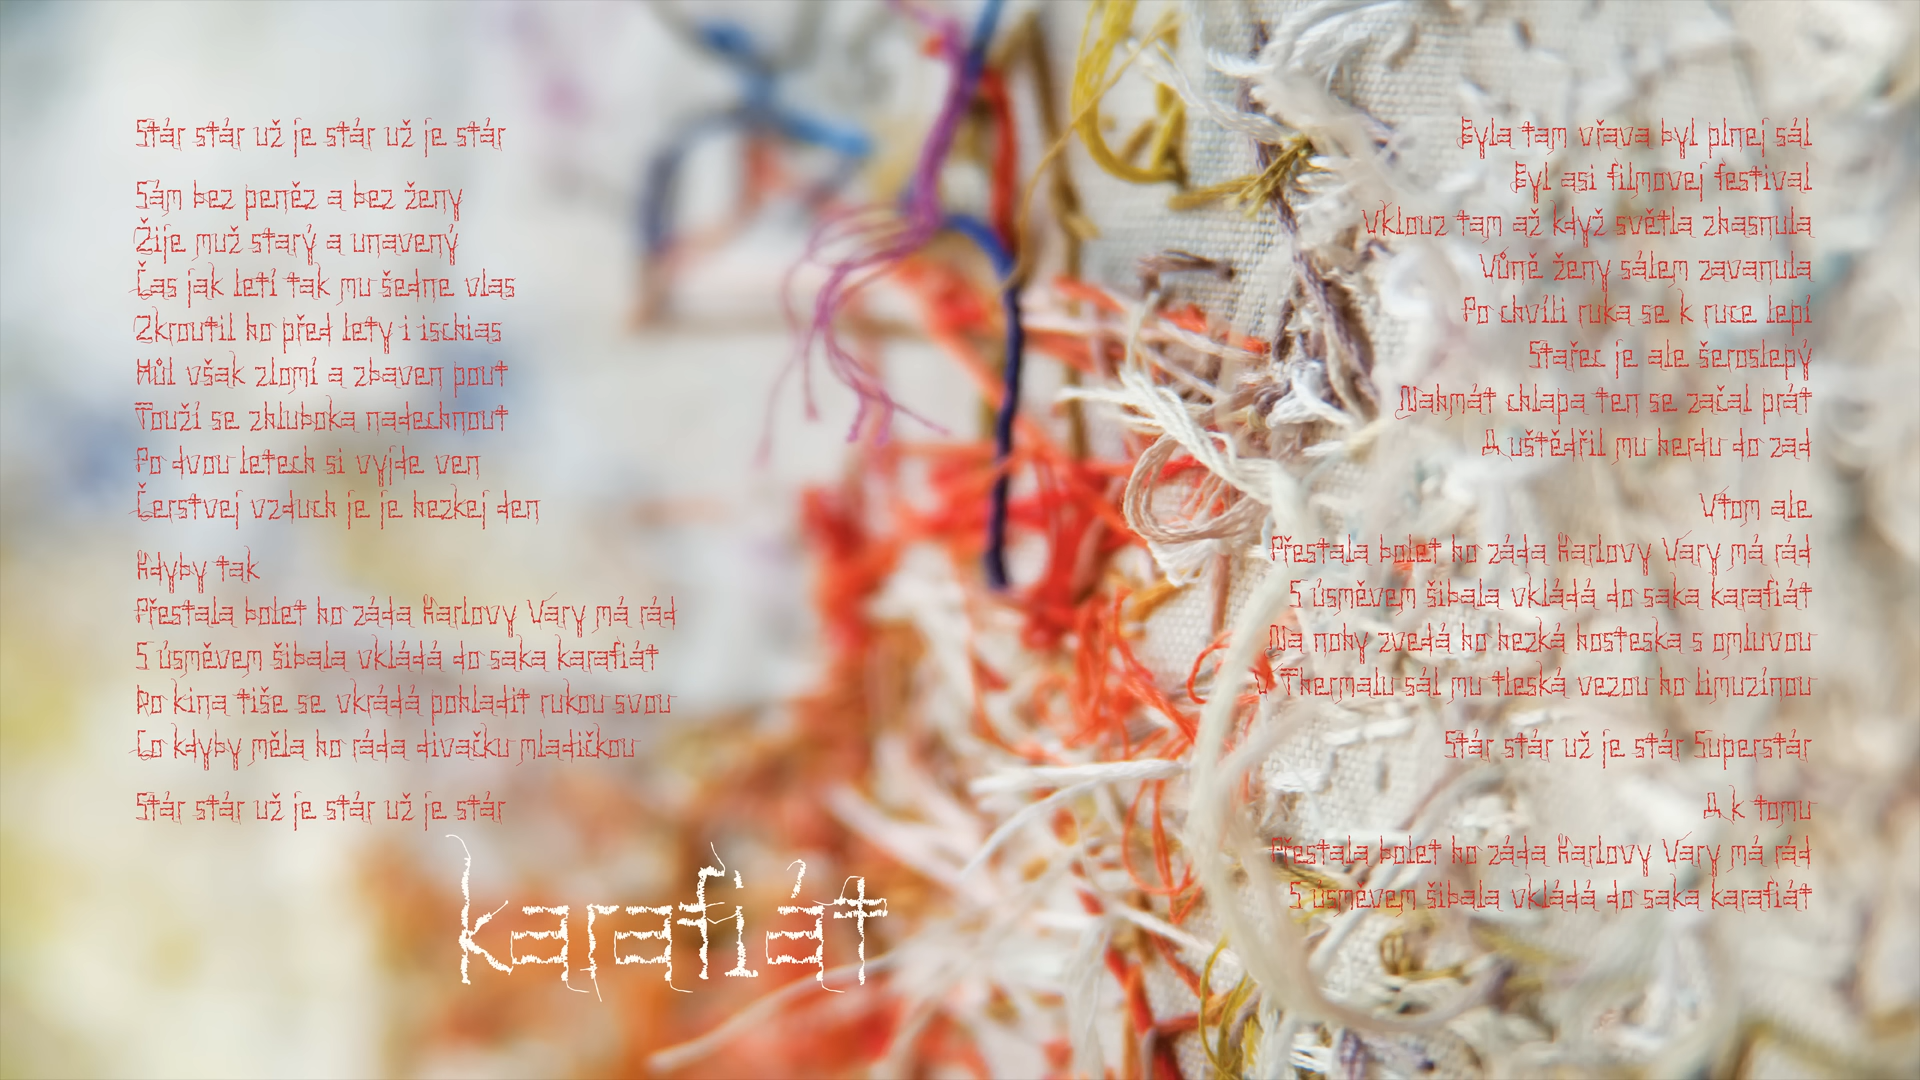 Stár stár už je stár už je stár
Sám bez peněz a bez ženy
Žije muž starý a unavený
Čas jak letí tak mu šedne vlas
Zkroutil ho před lety i ischias
Hůl však zlomí a zbaven pout
Touží se zhluboka nadechnout
Po dvou letech si vyjde ven
Čerstvej vzduch je je hezkej den
Kdyby tak
Přestala bolet ho záda Karlovy Vary má rád
S úsměvem šibala vkládá do saka karafiát
Do kina tiše se vkrádá pohladit rukou svou
Co kdyby měla ho ráda divačku mladičkou
Stár stár už je stár už je stár
karafiát
Byla tam vřava byl plnej sál
Byl asi filmovej festival
Vklouz tam až když světla zhasnula
Vůně ženy sálem zavanula
Po chvíli ruka se k ruce lepí
Stařec je ale šeroslepý
Nahmát chlapa ten se začal prát
A uštědřil mu herdu do zad
Vtom ale
Přestala bolet ho záda Karlovy Vary má rád
S úsměvem šibala vkládá do saka karafiát
Na nohy zvedá ho hezká hosteska s omluvou
V Thermalu sál mu tleská vezou ho limuzínou
Stár stár už je stár Superstár
A k tomu
Přestala bolet ho záda Karlovy Vary má rád
S úsměvem šibala vkládá do saka karafiát